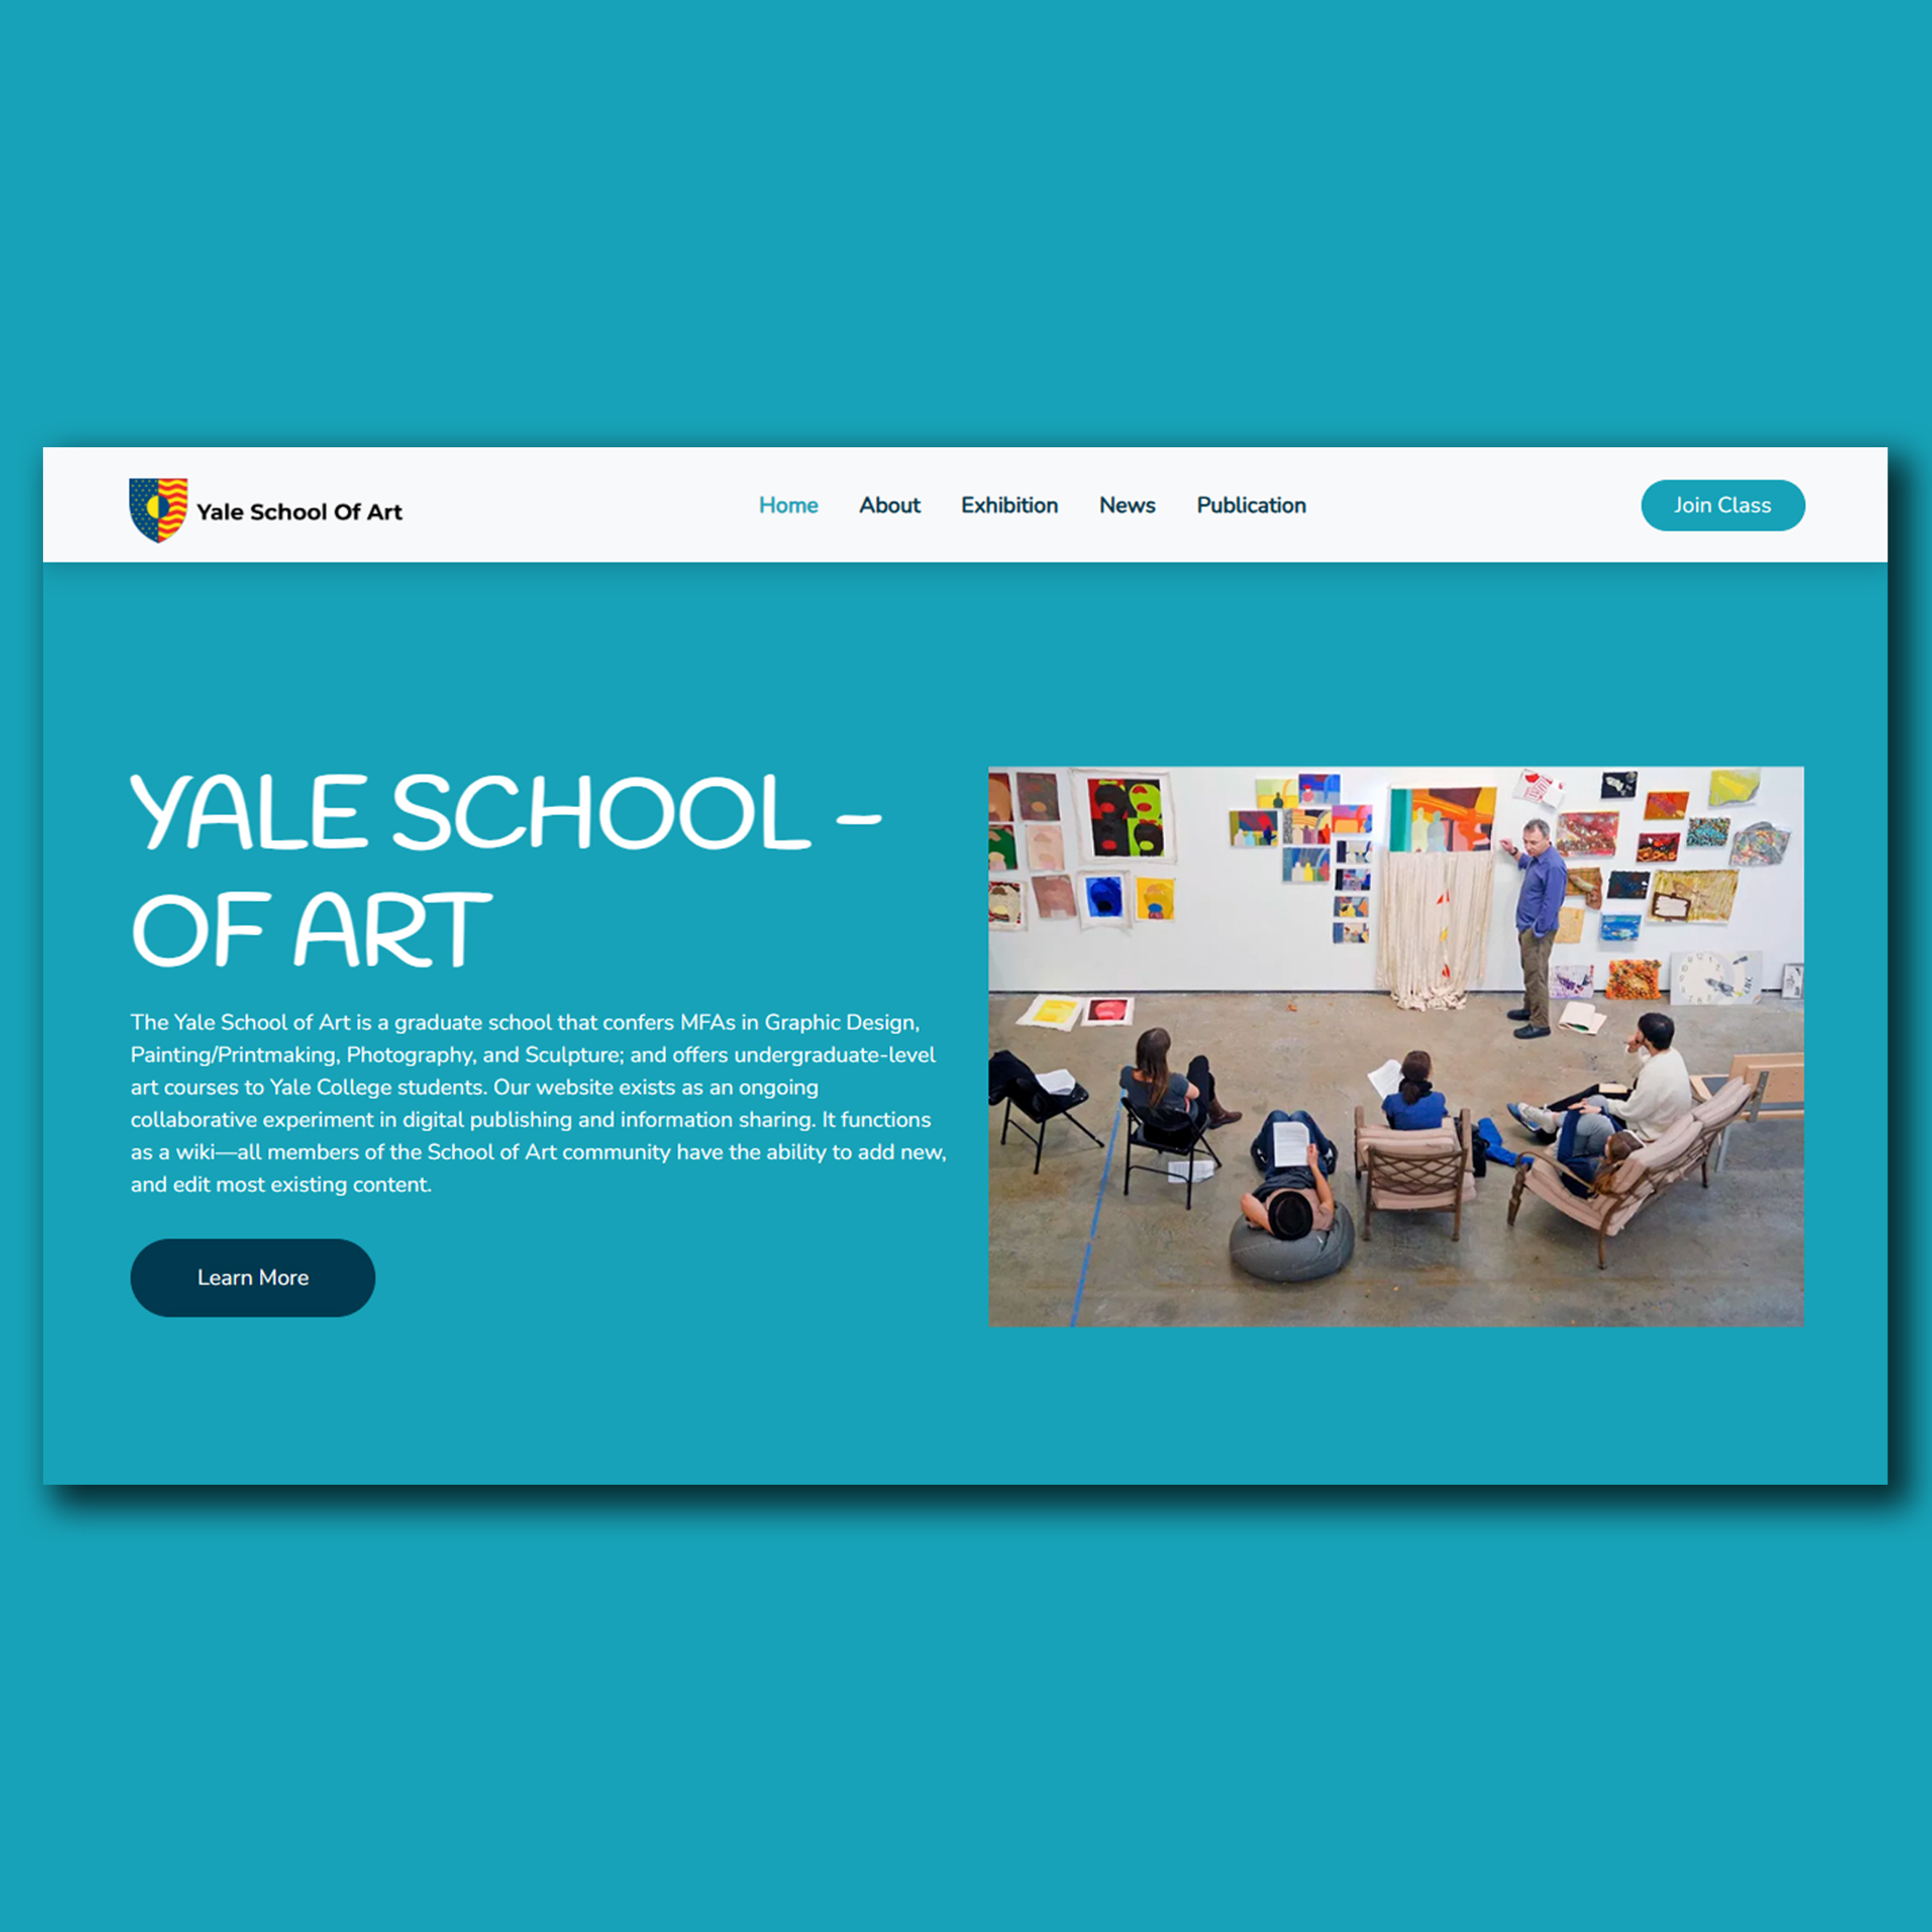 Yale School Of Art
Home About Exhibition News Publication
Join Class
YALE SCHOOL -
OF ART
The Yale School of Art is a graduate school that confers MFAs in Graphic Design,
Painting/Printmaking, Photography, and Sculpture; and offers undergraduate-level
art courses to Yale College students. Our website exists as an ongoing
collaborative experiment in digital publishing and information sharing. It functions
as a wiki—all members of the School of Art community have the ability to add new,
and edit most existing content.
Learn More